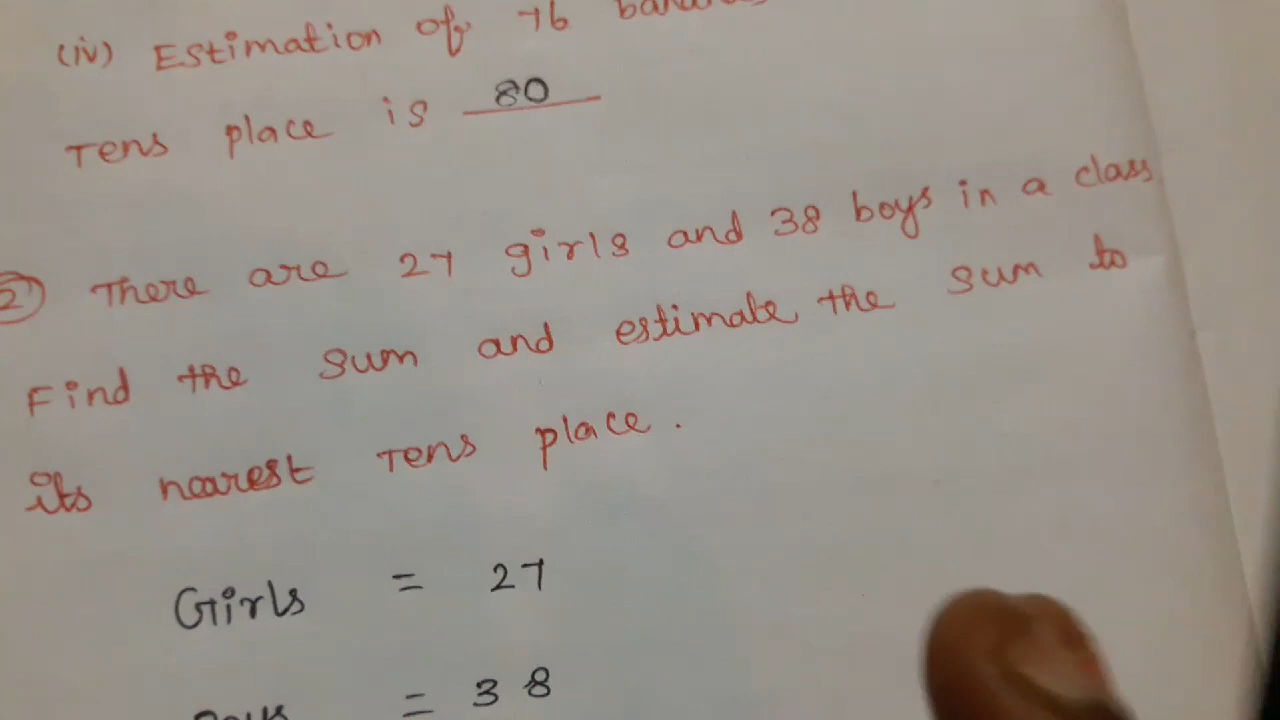 (iv) Estimation of 76
Tens place is 80
2) There are 27 girls and 38 boys in a class
Find the sum and estimate the sum to
its nearest Tens place.
Girls = 27
= 38